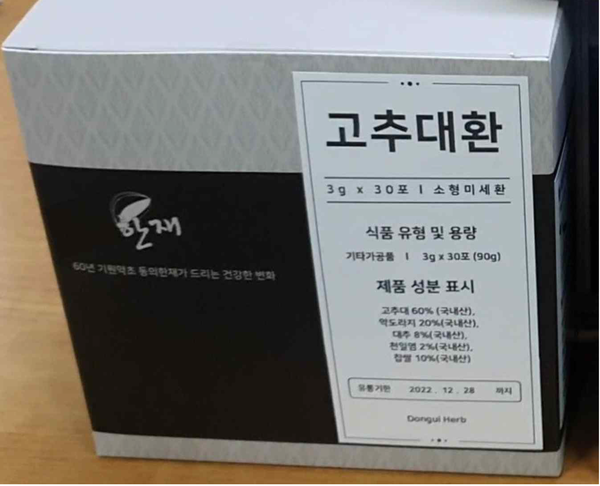 한재
60년 기원약초 동의한재가 드리는 건강한 변화
고추대환
3g x 30포 I 소형미세환
식품 유형 및 용량
기타가공품 I 3g x 30포 (90g)
제품 성분 표시
고추대 60% (국내산),
약도라지 20%(국내산),
대추 8%(국내산),
천일염 2%(국내산),
찹쌀 10%(국내산)
유통기한 2022 . 12 . 28 까지
Dongui Herb